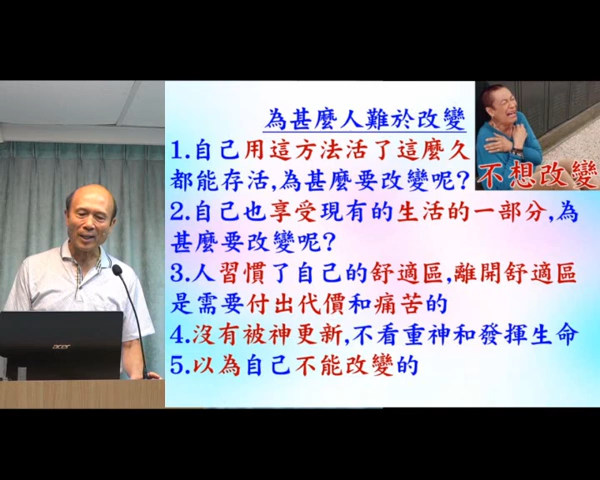 為甚麼人難於改變
1.自己用這方法活了這麼久
都能存活,為甚麼要改變呢?
2.自己也享受現有的生活的一部分,為
甚麼要改變呢?
3.人習慣了自己的舒適區,離開舒適區
是需要付出代價和痛苦的
4.沒有被神更新,不看重神和發揮生命
5.以為自己不能改變的
不想改變
acer